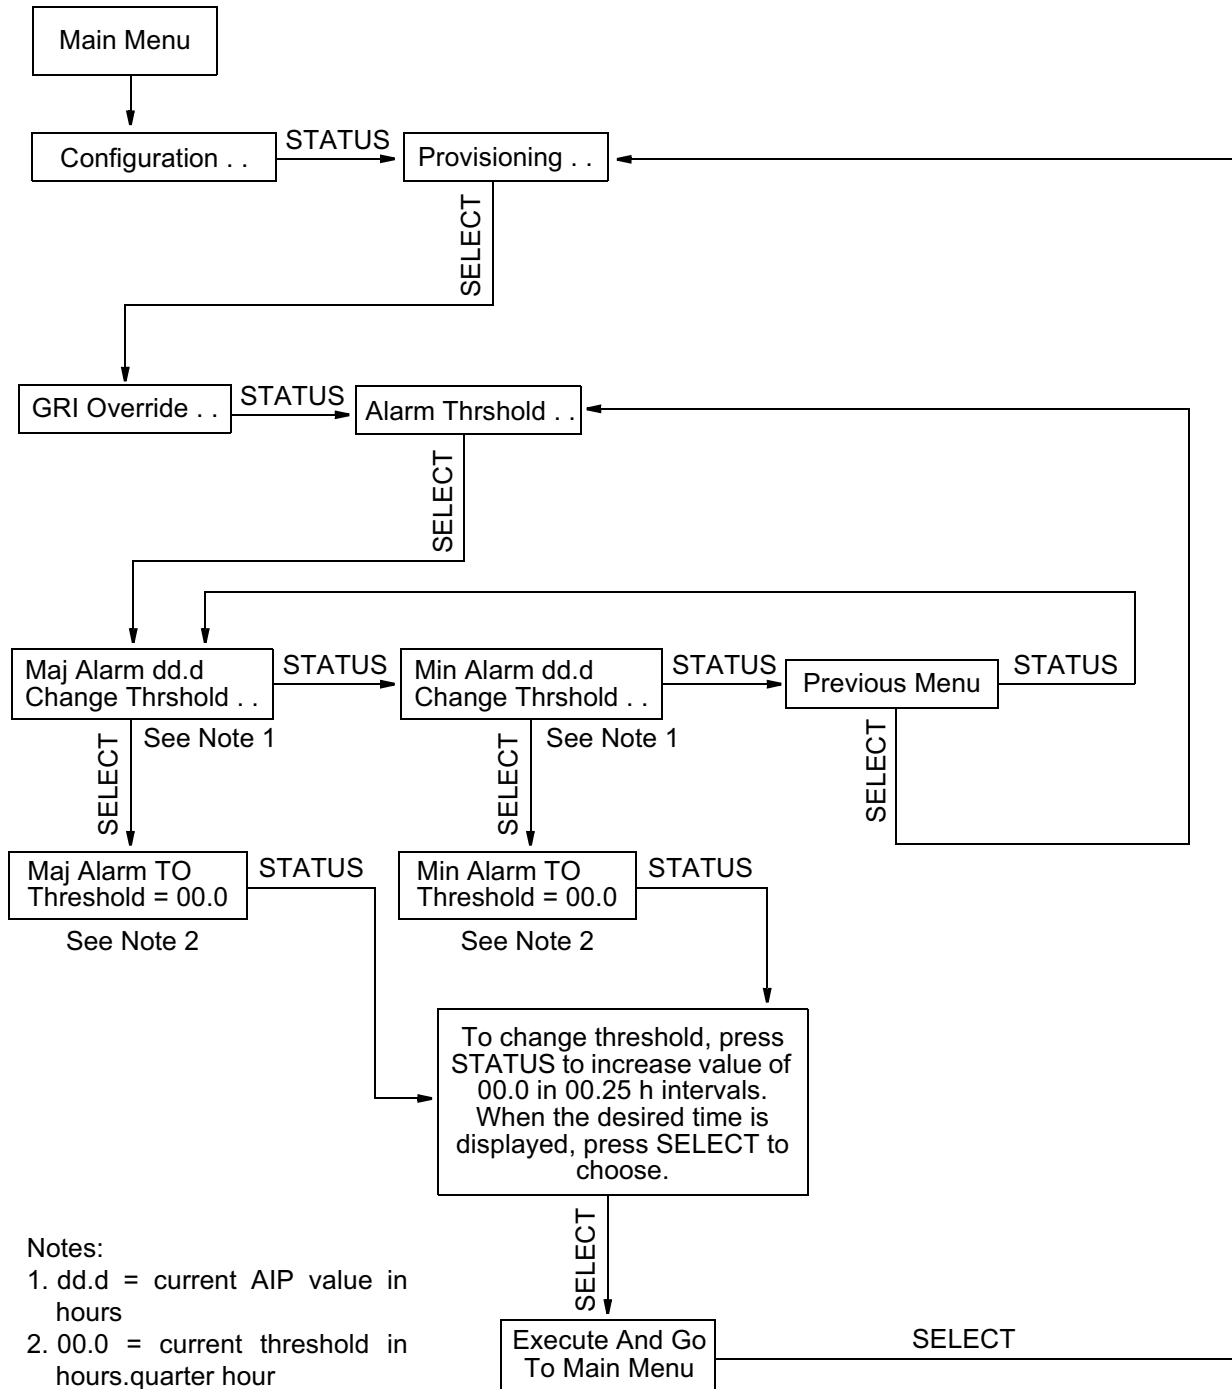 Main Menu
Configuration . .
STATUS
Provisioning . .
SELECT
GRI Override . .
STATUS
Alarm Thrshold . .
SELECT
Maj Alarm dd.d
Change Thrshold . .
STATUS
Min Alarm dd.d
Change Thrshold . .
STATUS
Previous Menu
STATUS
See Note 1
See Note 1
SELECT
SELECT
SELECT
Maj Alarm TO
Threshold = 00.0
STATUS
Min Alarm TO
Threshold = 00.0
STATUS
See Note 2
See Note 2
To change threshold, press
STATUS to increase value of
00.0 in 00.25 h intervals.
When the desired time is
displayed, press SELECT to
choose.
SELECT
Execute And Go
To Main Menu
SELECT
Notes:
1. dd.d = current AIP value in
hours
2. 00.0 = current threshold in
hours.quarter hour